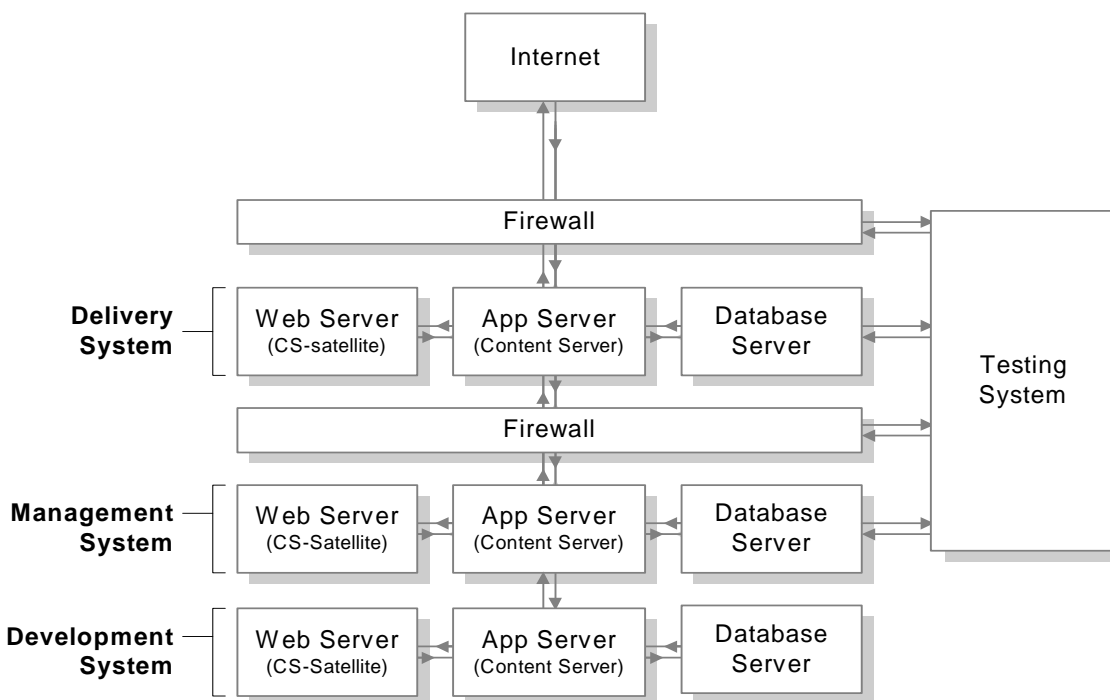 Internet
Firewall
Delivery
System
Web Server
(CS-satellite)
App Server
(Content Server)
Database
Server
Testing
System
Firewall
Management
System
Web Server
(CS-Satellite)
App Server
(Content Server)
Database
Server
Development
System
Web Server
(CS-Satellite)
App Server
(Content Server)
Database
Server